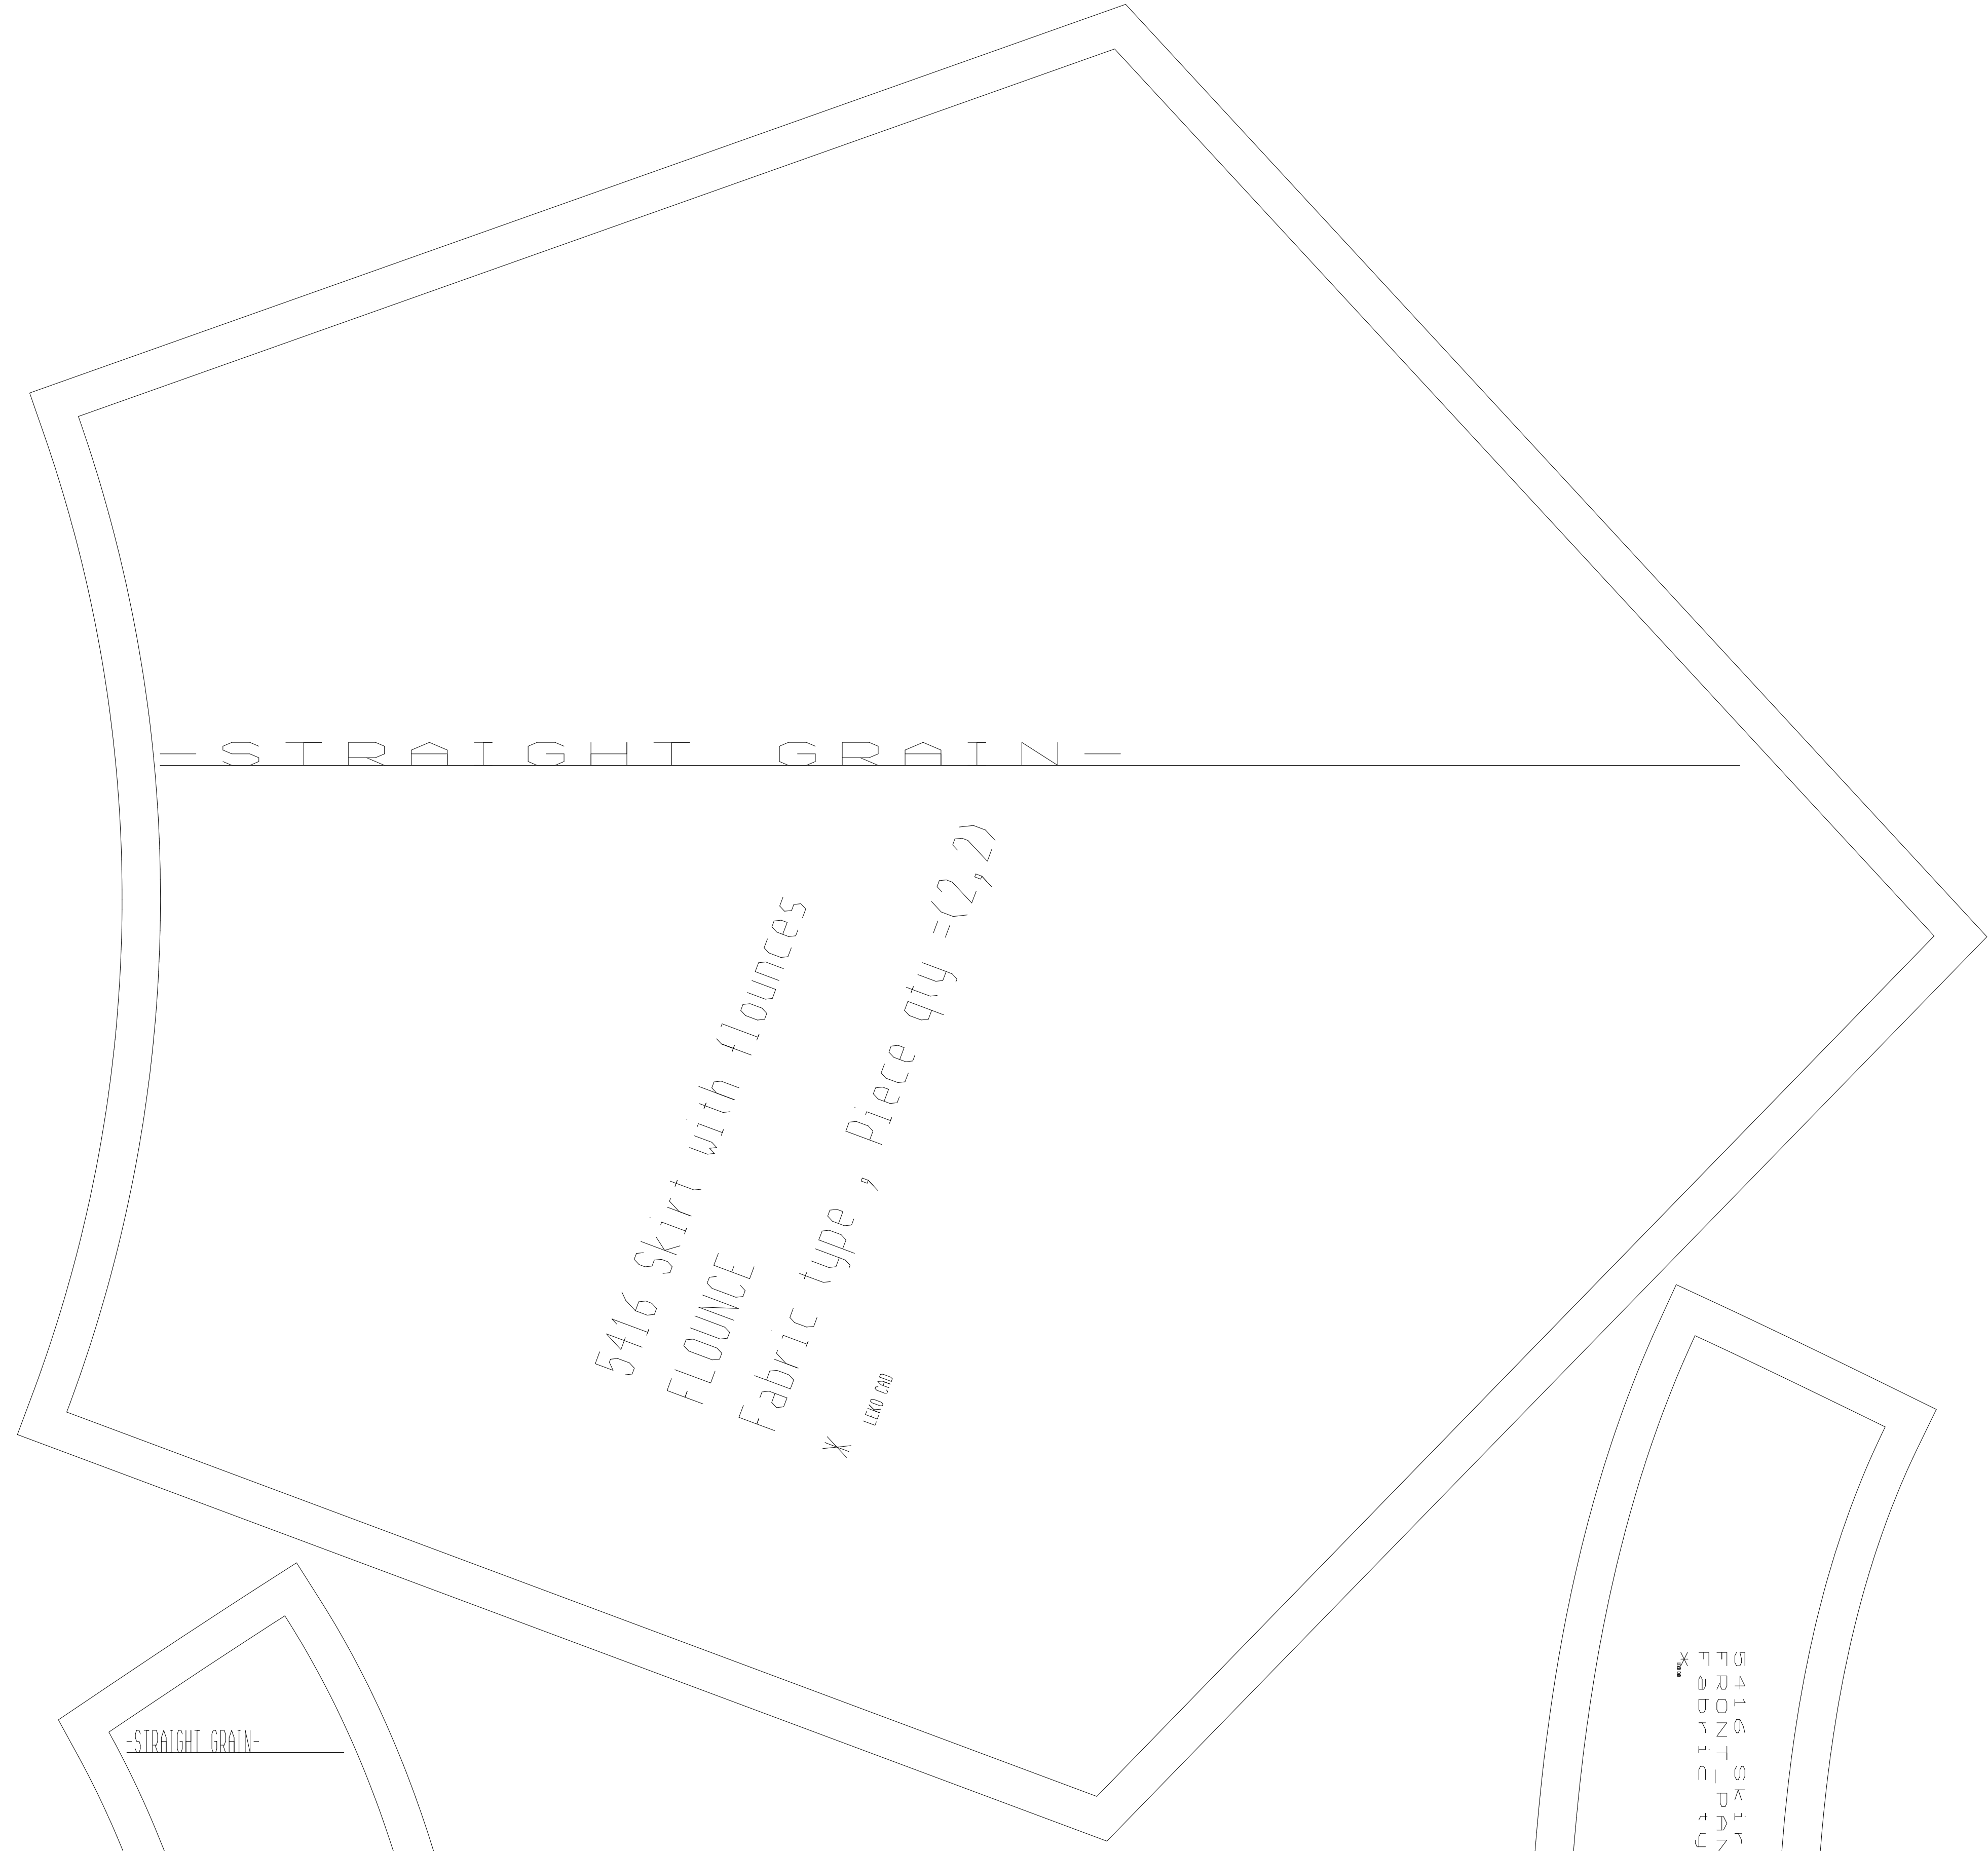 -STRAIGHT GRAIN-
5416 Skirt with flounces
FLOUNCE
Fabric type , Piece qty =(2,2)
*
LEKO CAD
-STRAIGHT GRAIN-
5416 Skir
FRONT_PAN
Fabric ty
*